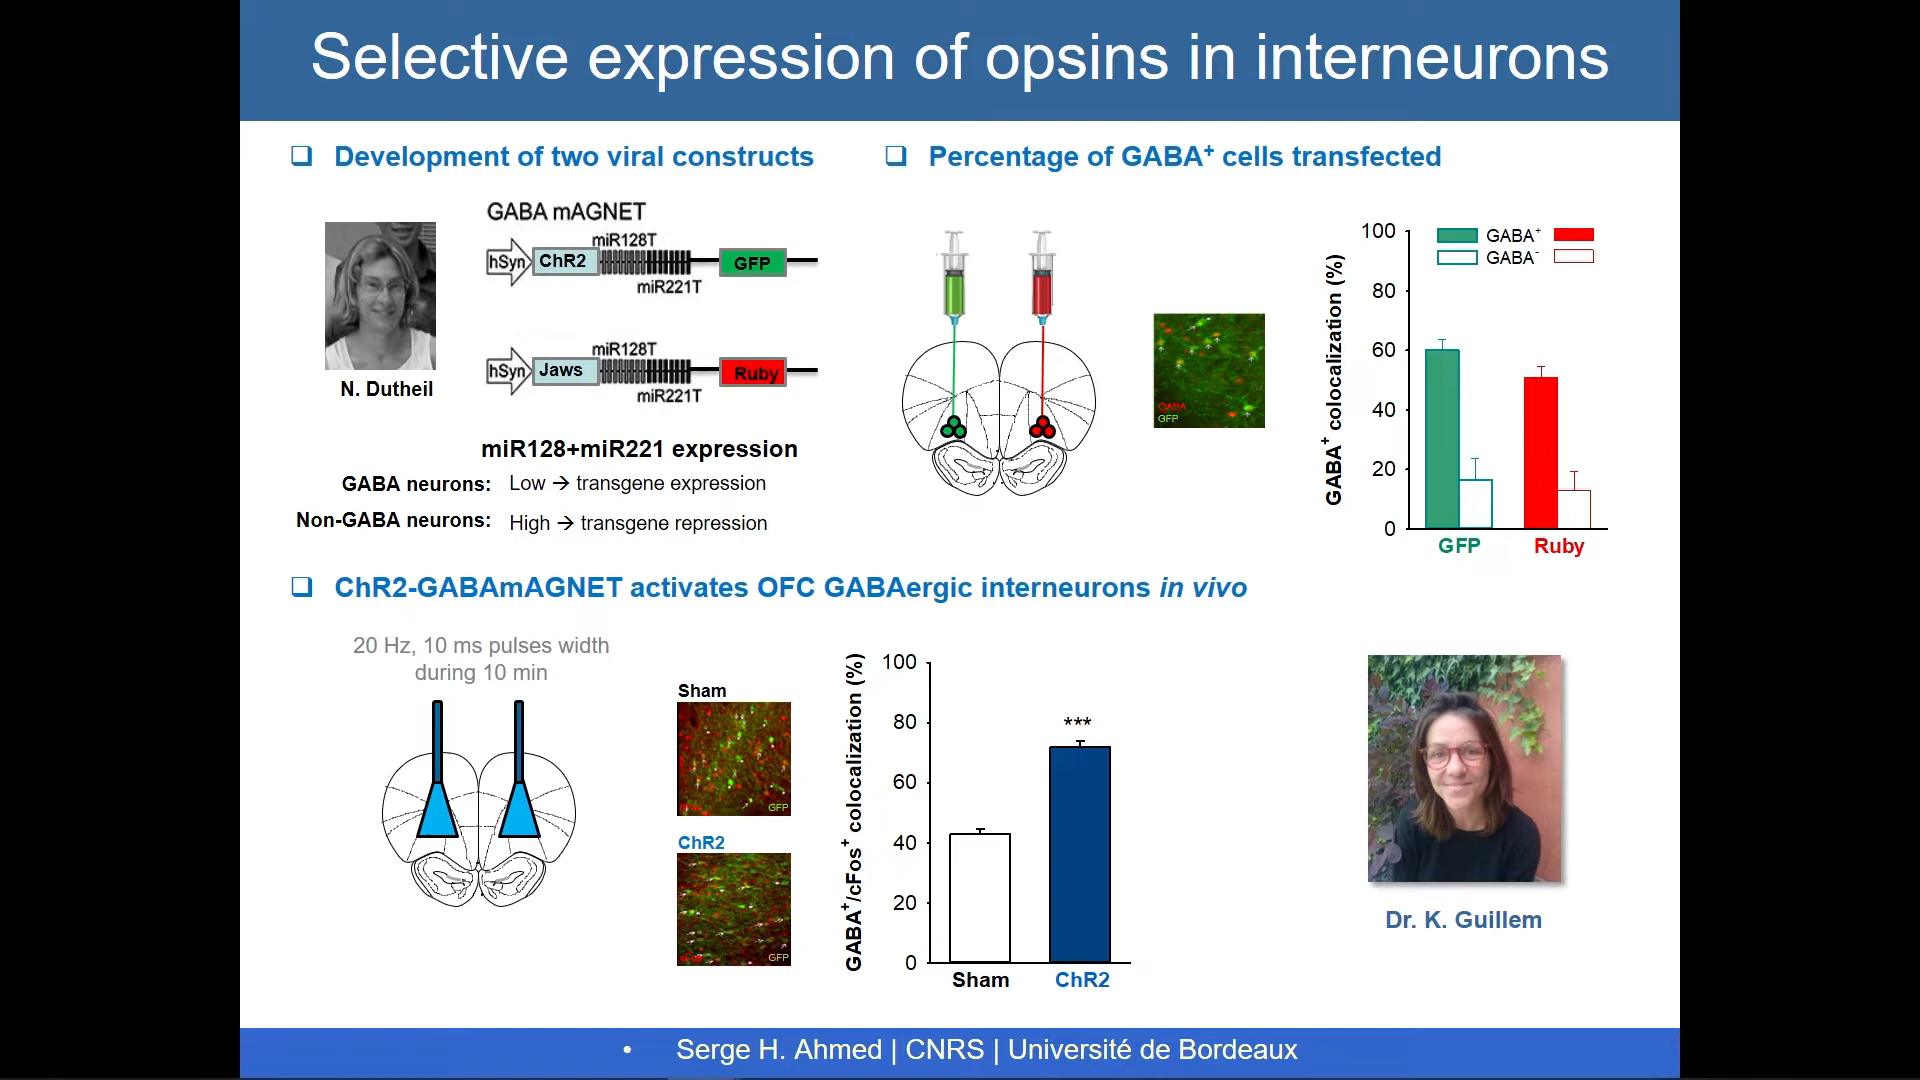 Selective expression of opsins in interneurons
❑ Development of two viral constructs
GABA mAGNET
miR128T
hSyn ChR2 GFP
miR221T
miR128T
hSyn Jaws Ruby
miR221T
N. Dutheil
miR128+miR221 expression
GABA neurons: Low → transgene expression
Non-GABA neurons: High → transgene repression
❑ Percentage of GABA⁺ cells transfected
GABA
GFP
GABA⁺ colocalization (%)
100
80
60
40
20
0
GABA⁺
GABA⁻
GFP Ruby
❑ ChR2-GABAmAGNET activates OFC GABAergic interneurons in vivo
20 Hz, 10 ms pulses width
during 10 min
Sham
GFP
ChR2
GFP
GABA⁺/cFos⁺ colocalization (%)
100
80
60
40
20
0
***
Sham ChR2
Dr. K. Guillem
• Serge H. Ahmed | CNRS | Université de Bordeaux